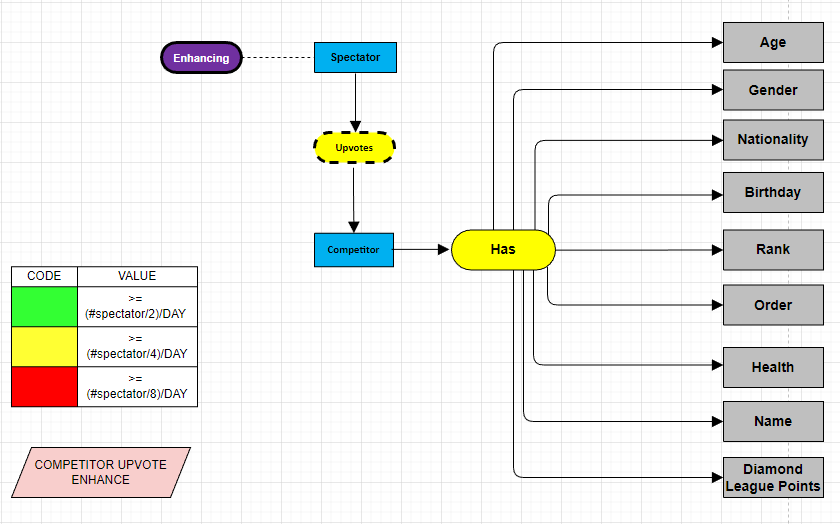 Enhancing
Spectator
Upvotes
Competitor
Has
Age
Gender
Nationality
Birthday
Rank
Order
Health
Name
Diamond
League Points
CODE VALUE
>=
(#spectator/2)/DAY
>=
(#spectator/4)/DAY
>=
(#spectator/8)/DAY
COMPETITOR UPVOTE
ENHANCE